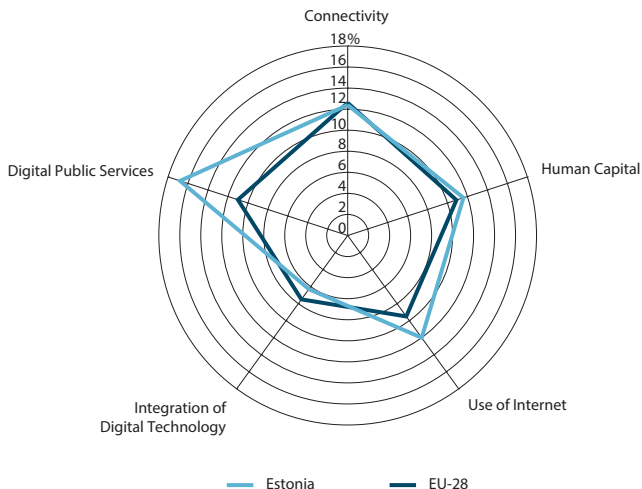 Connectivity
18%
16
14
12
10
8
6
4
2
0
Digital Public Services
Human Capital
Integration of
Digital Technology
Use of Internet
Estonia
EU-28